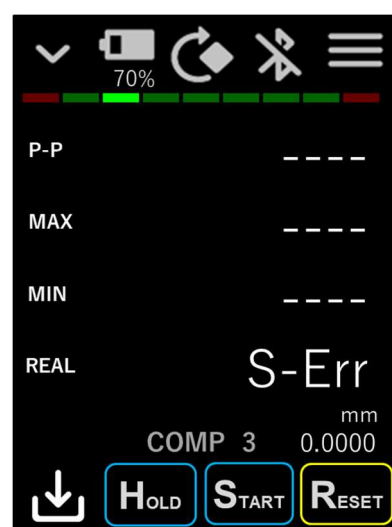 70%
P-P ----
MAX ----
MIN ----
REAL S-Err
mm
COMP 3 0.0000
HOLD START RESET